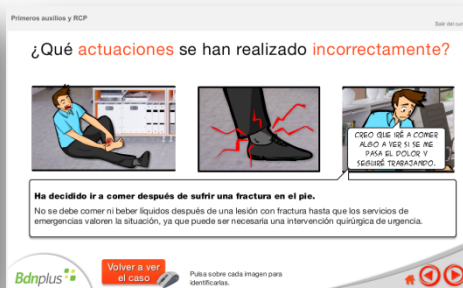 Primeros auxilios y RCP
Salir del curso
¿Qué actuaciones se han realizado incorrectamente?
CREO QUE IRÉ A COMER
ALGO A VER SI SE ME
PASA EL DOLOR Y
SEGUIRÉ TRABAJANDO.
Ha decidido ir a comer después de sufrir una fractura en el pie.
No se debe comer ni beber líquidos después de una lesión con fractura hasta que los servicios de
emergencias valoren la situación, ya que puede ser necesaria una intervención quirúrgica de urgencia.
Bdnplus
Volver a ver
el caso
Pulsa sobre cada imagen para
identificarlas.